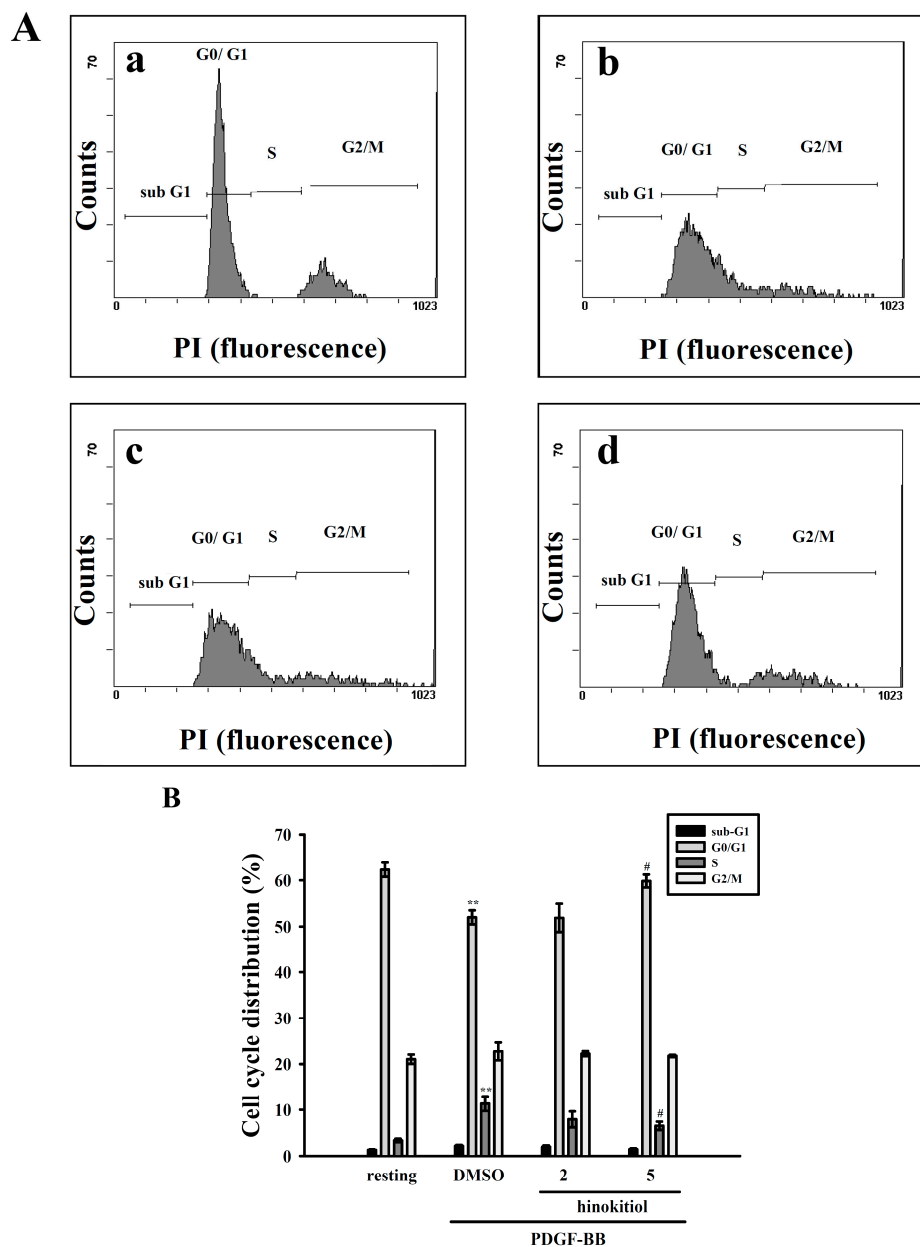 A
a
70
G0/ G1
S
G2/M
sub G1
Counts
0
1023
PI (fluorescence)
b
70
G0/ G1
S
G2/M
sub G1
Counts
0
1023
PI (fluorescence)
c
70
G0/ G1
S
G2/M
sub G1
Counts
0
1023
PI (fluorescence)
d
70
G0/ G1
S
G2/M
sub G1
Counts
0
1023
PI (fluorescence)
B
Cell cycle distribution (%)
70
60
50
40
30
20
10
0
sub-G1
G0/G1
S
G2/M
**
**
#
#
resting DMSO 2 5
hinokitiol
PDGF-BB